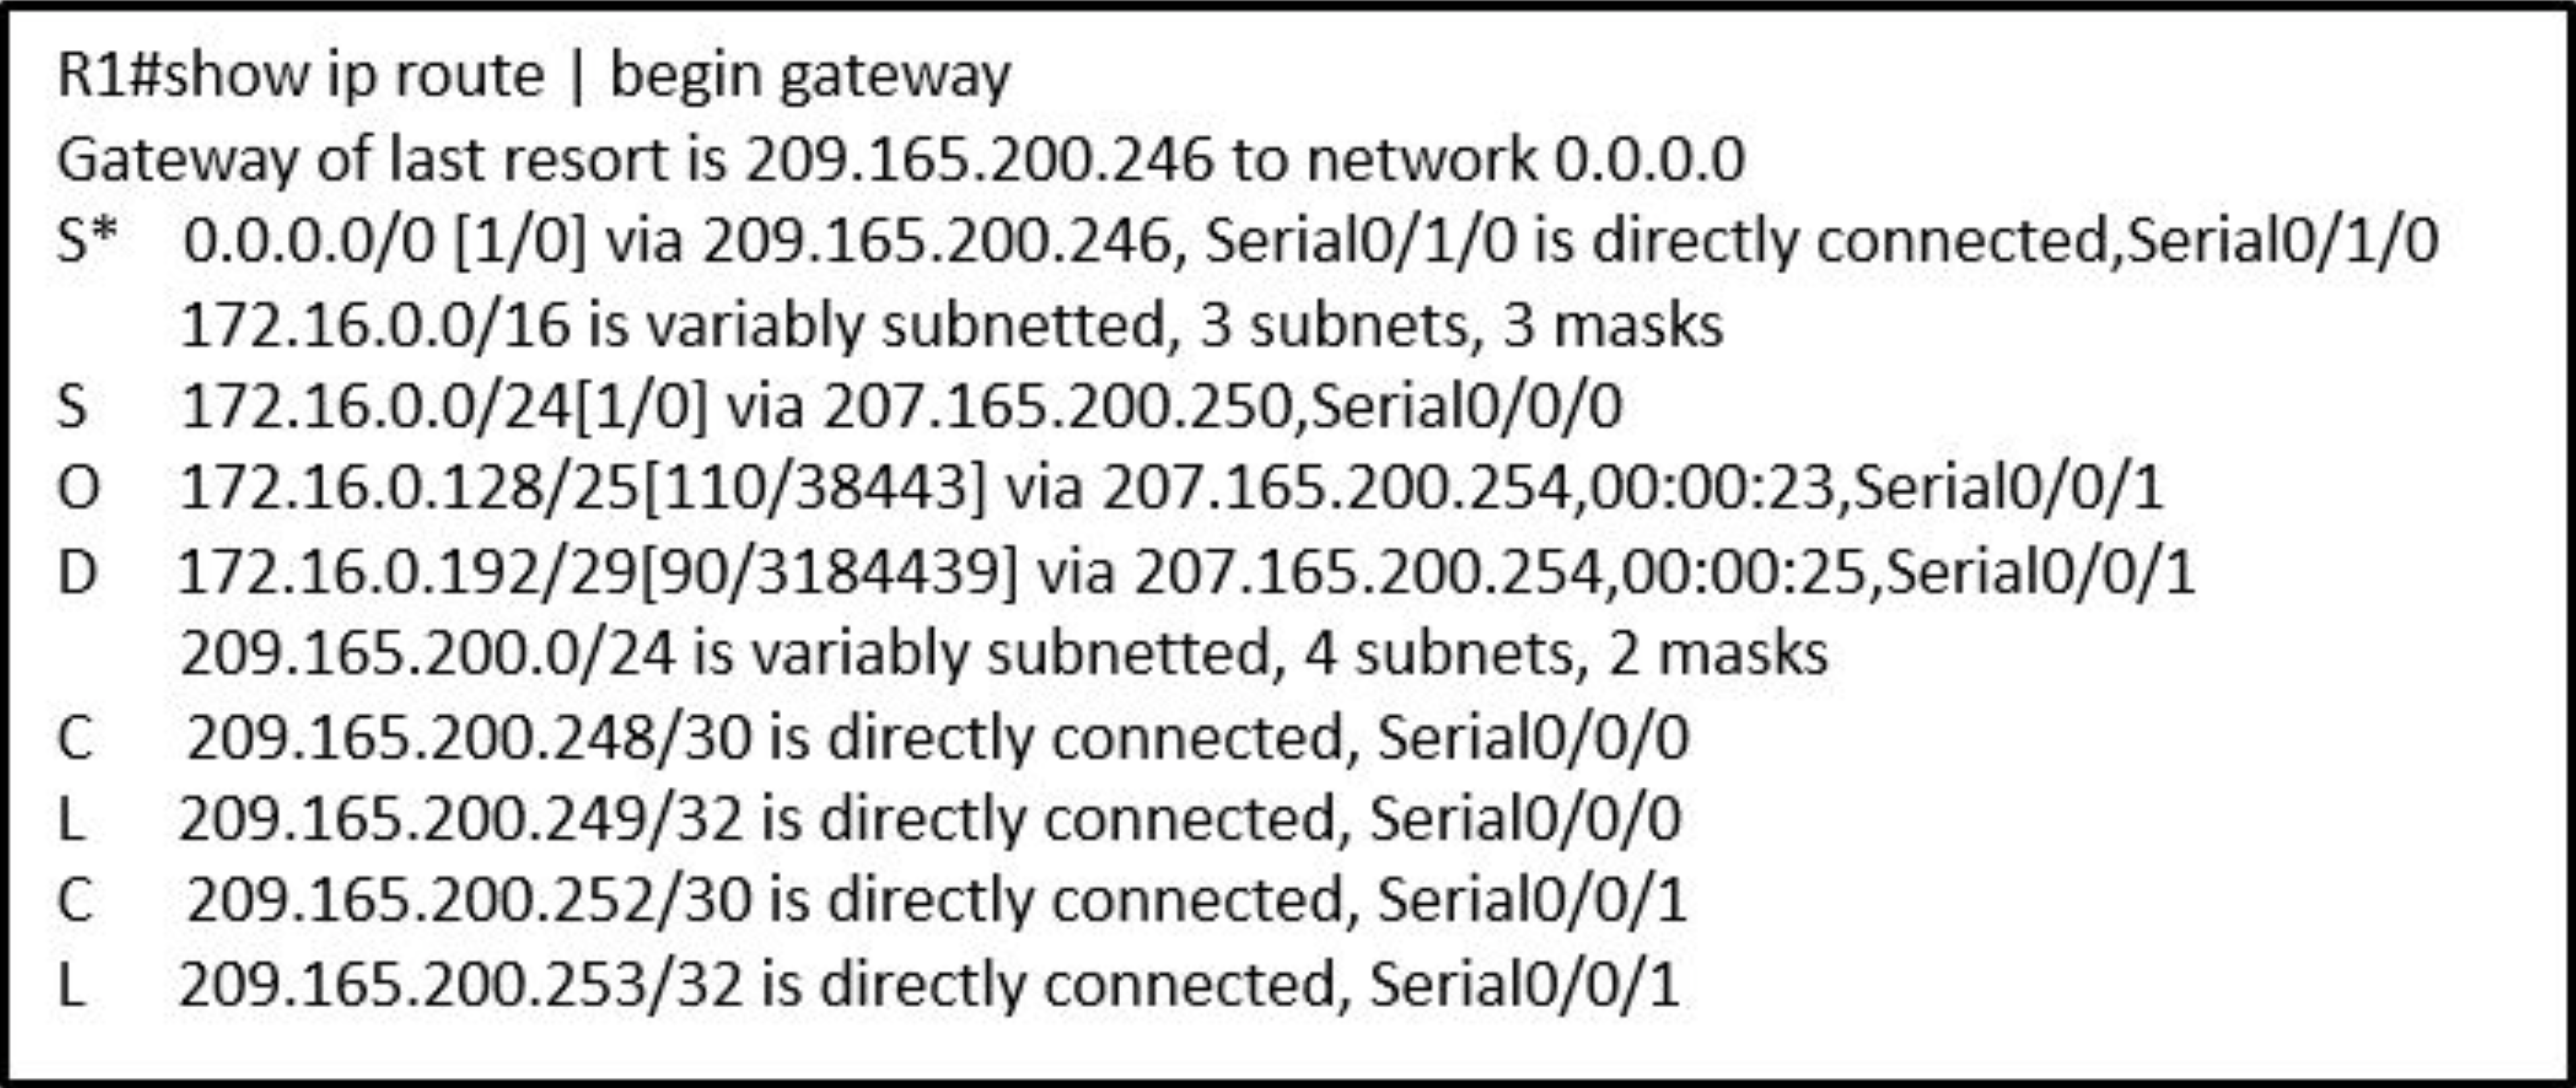 R1#show ip route | begin gateway
Gateway of last resort is 209.165.200.246 to network 0.0.0.0
S* 0.0.0.0/0 [1/0] via 209.165.200.246, Serial0/1/0 is directly connected,Serial0/1/0
172.16.0.0/16 is variably subnetted, 3 subnets, 3 masks
S 172.16.0.0/24[1/0] via 207.165.200.250,Serial0/0/0
O 172.16.0.128/25[110/38443] via 207.165.200.254,00:00:23,Serial0/0/1
D 172.16.0.192/29[90/3184439] via 207.165.200.254,00:00:25,Serial0/0/1
209.165.200.0/24 is variably subnetted, 4 subnets, 2 masks
C 209.165.200.248/30 is directly connected, Serial0/0/0
L 209.165.200.249/32 is directly connected, Serial0/0/0
C 209.165.200.252/30 is directly connected, Serial0/0/1
L 209.165.200.253/32 is directly connected, Serial0/0/1